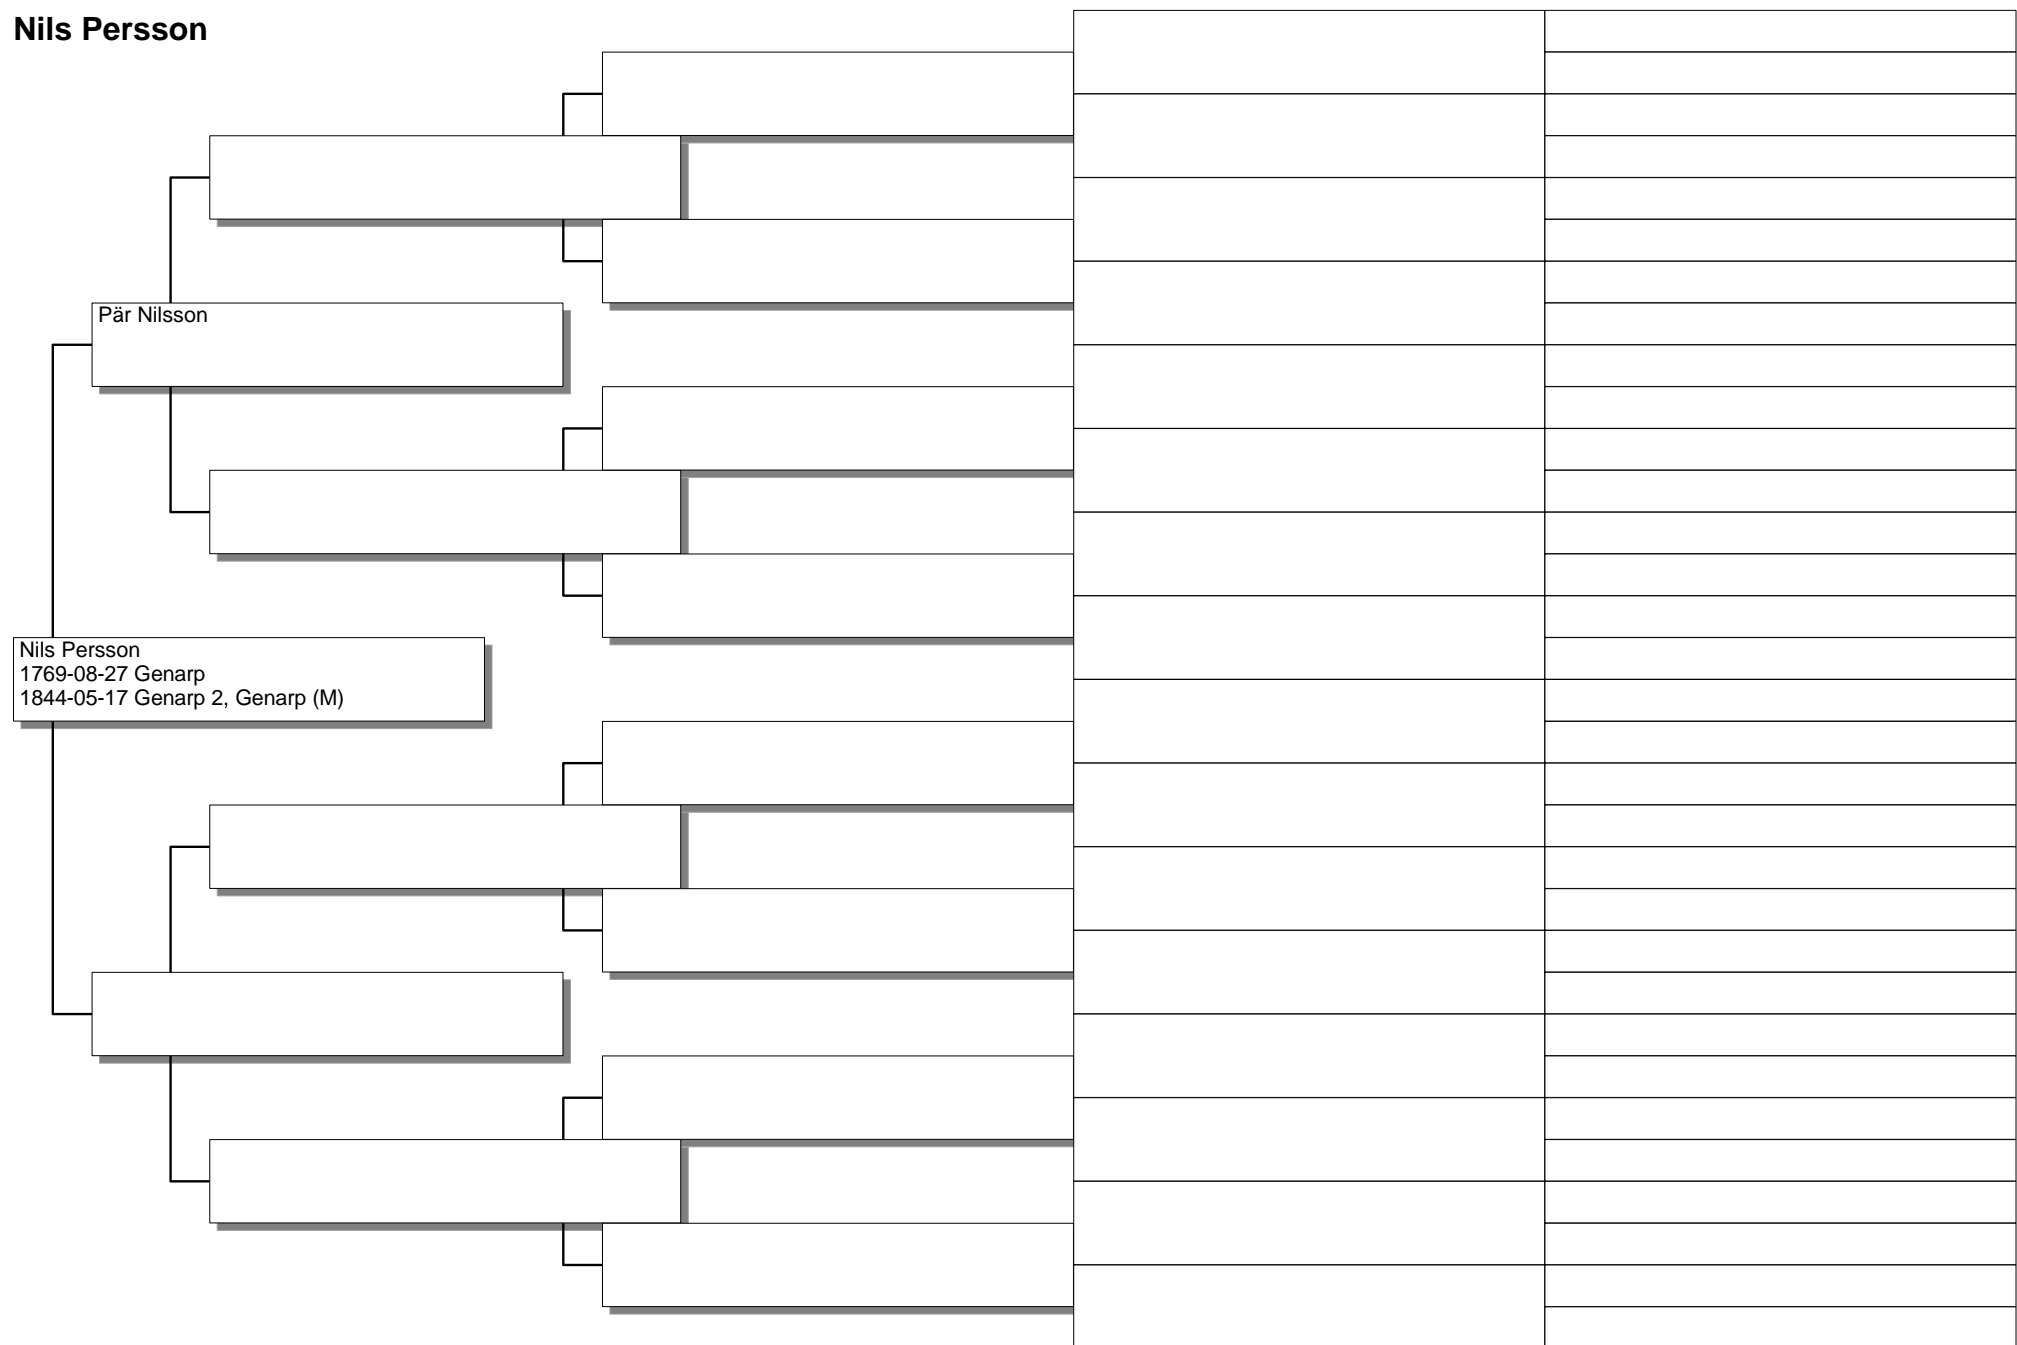 Nils Persson
Pär Nilsson
Nils Persson
1769-08-27 Genarp
1844-05-17 Genarp 2, Genarp (M)